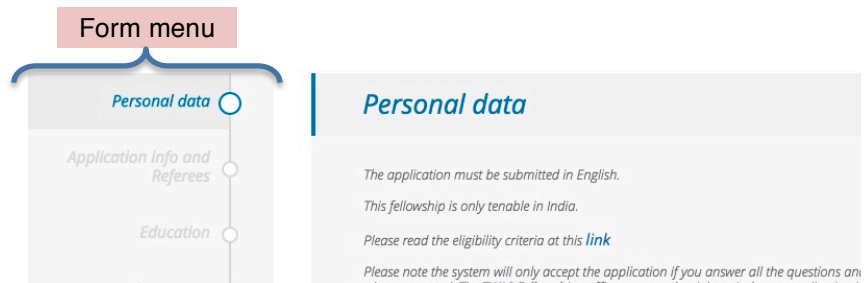 Form menu
Personal data
Application info and
Referees
Education
Personal data
The application must be submitted in English.
This fellowship is only tenable in India.
Please read the eligibility criteria at this link
Please note the system will only accept the application if you answer all the questions and